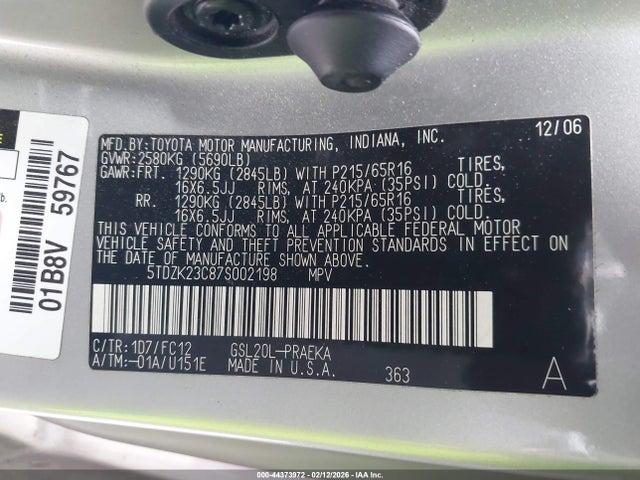 MFD.BY:TOYOTA MOTOR MANUFACTURING, INDIANA, INC. 12/06
GVWR:2580KG (5690LB)
GAWR:FRT. 1290KG (2845LB) WITH P215/65R16 TIRES,
16X6.5JJ RIMS, AT 240KPA (35PSI) COLD.
RR. 1290KG (2845LB) WITH P215/65R16 TIRES,
16X6.5JJ RIMS, AT 240KPA (35PSI) COLD.
THIS VEHICLE CONFORMS TO ALL APPLICABLE FEDERAL MOTOR
VEHICLE SAFETY AND THEFT PREVENTION STANDARDS IN EFFECT ON
THE DATE OF MANUFACTURE SHOWN ABOVE.
5TDZK23C87S002198 MPV
C/TR:1D7/FC12 GSL20L-PRAEKA
A/TM:-01A/U151E MADE IN U.S.A. 363 A
01B8V 59767
000-44373972 - 02/12/2026 - IAA Inc.